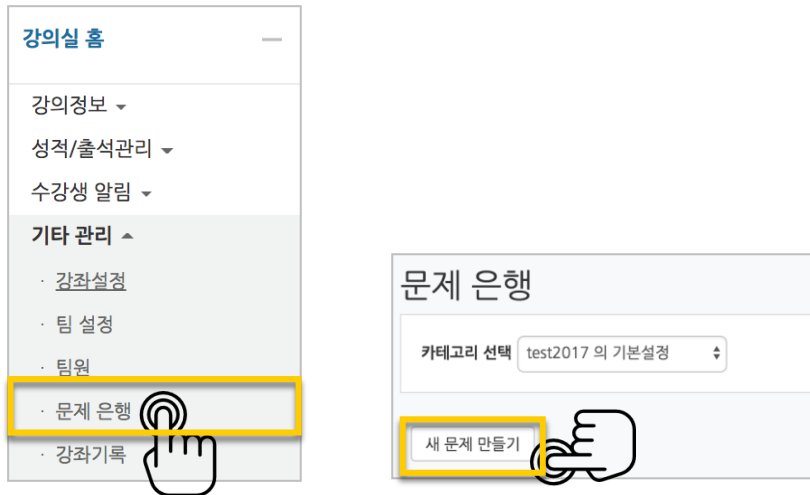 강의실 홈
강의정보
성적/출석관리
수강생 알림
기타 관리
· 강좌설정
· 팀 설정
· 팀원
· 문제 은행
· 강좌기록
문제 은행
카테고리 선택 test2017 의 기본설정
새 문제 만들기